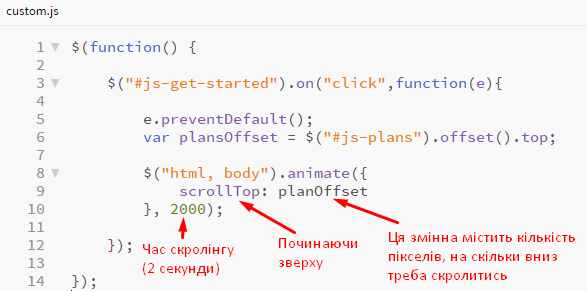 custom.js
1 $(function() {
2
3 $("#js-get-started").on("click",function(e){
4
5 e.preventDefault();
6 var plansOffset = $("#js-plans").offset().top;
7
8 $("html, body").animate({
9 scrollTop: planOffset
10 }, 2000);
11
12 });
13
14 });
Час скролінгу
(2 секунди)
Починаючи
зверху
Ця змінна містить кількість
пікселів, на скільки вниз
треба скролитись